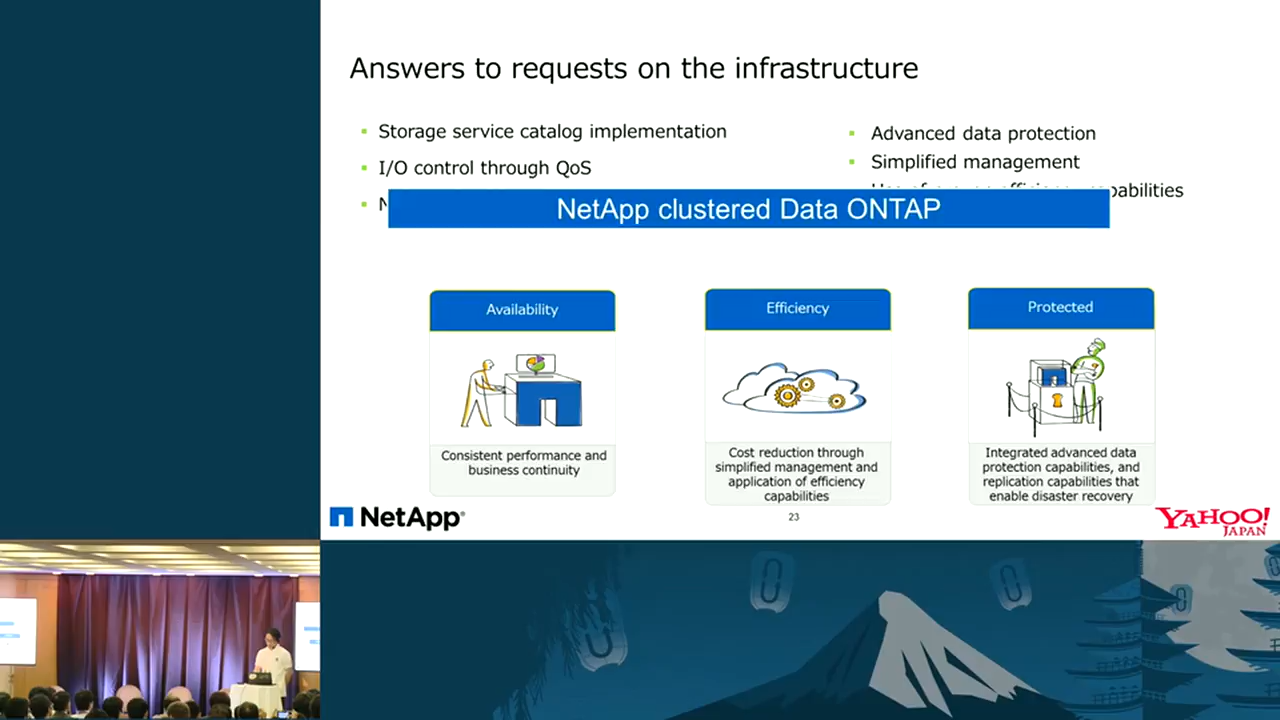 Answers to requests on the infrastructure
Storage service catalog implementation
I/O control through QoS
Advanced data protection
Simplified management
NetApp clustered Data ONTAP
Availability
Consistent performance and
business continuity
Efficiency
Cost reduction through
simplified management and
application of efficiency
capabilities
Protected
Integrated advanced data
protection capabilities, and
replication capabilities that
enable disaster recovery
NetApp
23
YAHOO!
JAPAN